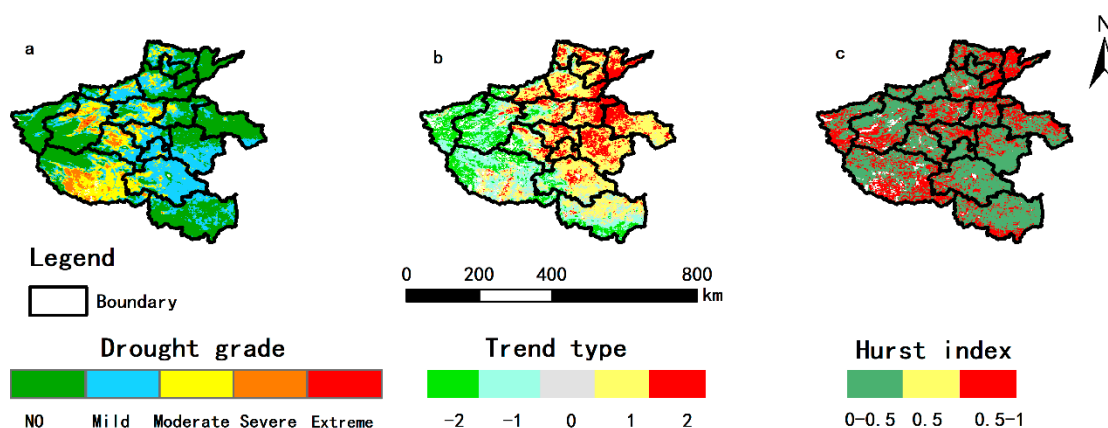 N
a
b
c
Legend
Boundary
0 200 400 800
km
Drought grade
NO Mild Moderate Severe Extreme
Trend type
-2 -1 0 1 2
Hurst index
0-0.5 0.5 0.5-1